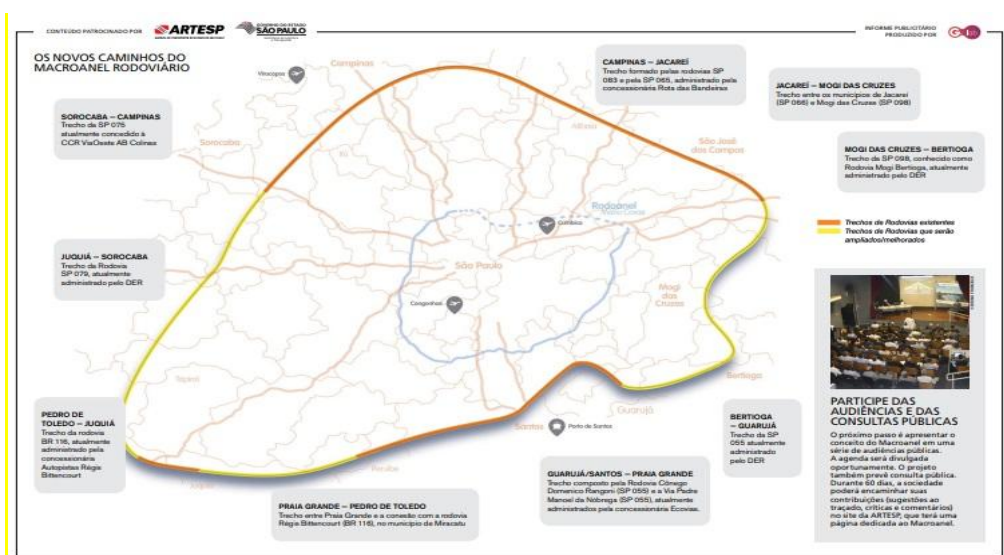 CONTEÚDO PATROCINADO POR
ARTESP
GOVERNO DO ESTADO
SÃO PAULO
INFORME PUBLICITÁRIO
PRODUZIDO POR
OS NOVOS CAMINHOS DO
MACROANEL RODOVIÁRIO
SOROCABA – CAMPINAS
Trecho da SP 075
atualmente concedido à
CCR ViaOeste AB Colinas
JUQUIÁ – SOROCABA
Trecho da Rodovia
SP 079, atualmente
administrado pelo DER
PEDRO DE
TOLEDO – JUQUIÁ
Trecho da rodovia
BR 116, atualmente
administrado pela
concessionária
Autopistas Régis
Bittencourt
PRAIA GRANDE – PEDRO DE TOLEDO
Trecho entre Praia Grande e a conexão com a rodovia
Régis Bittencourt (BR 116), no município de Miracatu
GUARUJÁ/SANTOS – PRAIA GRANDE
Trecho composto pela Rodovia Cônego
Domenico Rangoni (SP 055) e a Via Padre
Manoel da Nóbrega (SP 055), atualmente
administrados pela concessionária Ecovias.
BERTIOGA
– GUARUJÁ
Trecho da SP
055 atualmente
administrado
pelo DER
CAMPINAS – JACAREÍ
Trecho formado pelas rodovias SP
083 e pela SP 065, administrado pela
concessionária Rota das Bandeiras
JACAREÍ – MOGI DAS CRUZES
Trecho entre os municípios de Jacareí
(SP 066) e Mogi das Cruzes (SP 098)
MOGI DAS CRUZES – BERTIOGA
Trecho da SP 098, conhecido como
Rodovia Mogi Bertioga, atualmente
administrado pelo DER
Trechos de Rodovias existentes
Trechos de Rodovias que serão
ampliados/melhorados
Viracopos
Campinas
Sorocaba
Itú
Atibaia
São José
dos Campos
Rodoanel
Mário Covas
Cumbica
São Paulo
Congonhas
Mogi
das
Cruzes
Tapiraí
Bertioga
Guarujá
Santos
Porto de Santos
Peruíbe
Juquiá
PARTICIPE DAS
AUDIÊNCIAS E DAS
CONSULTAS PÚBLICAS
O próximo passo é apresentar o
conceito do Macroanel em uma
série de audiências públicas.
A agenda será divulgada
oportunamente. O projeto
também prevê consulta pública.
Durante 60 dias, a sociedade
poderá encaminhar suas
contribuições (sugestões ao
traçado, críticas e comentários)
no site da ARTESP, que terá uma
página dedicada ao Macroanel.